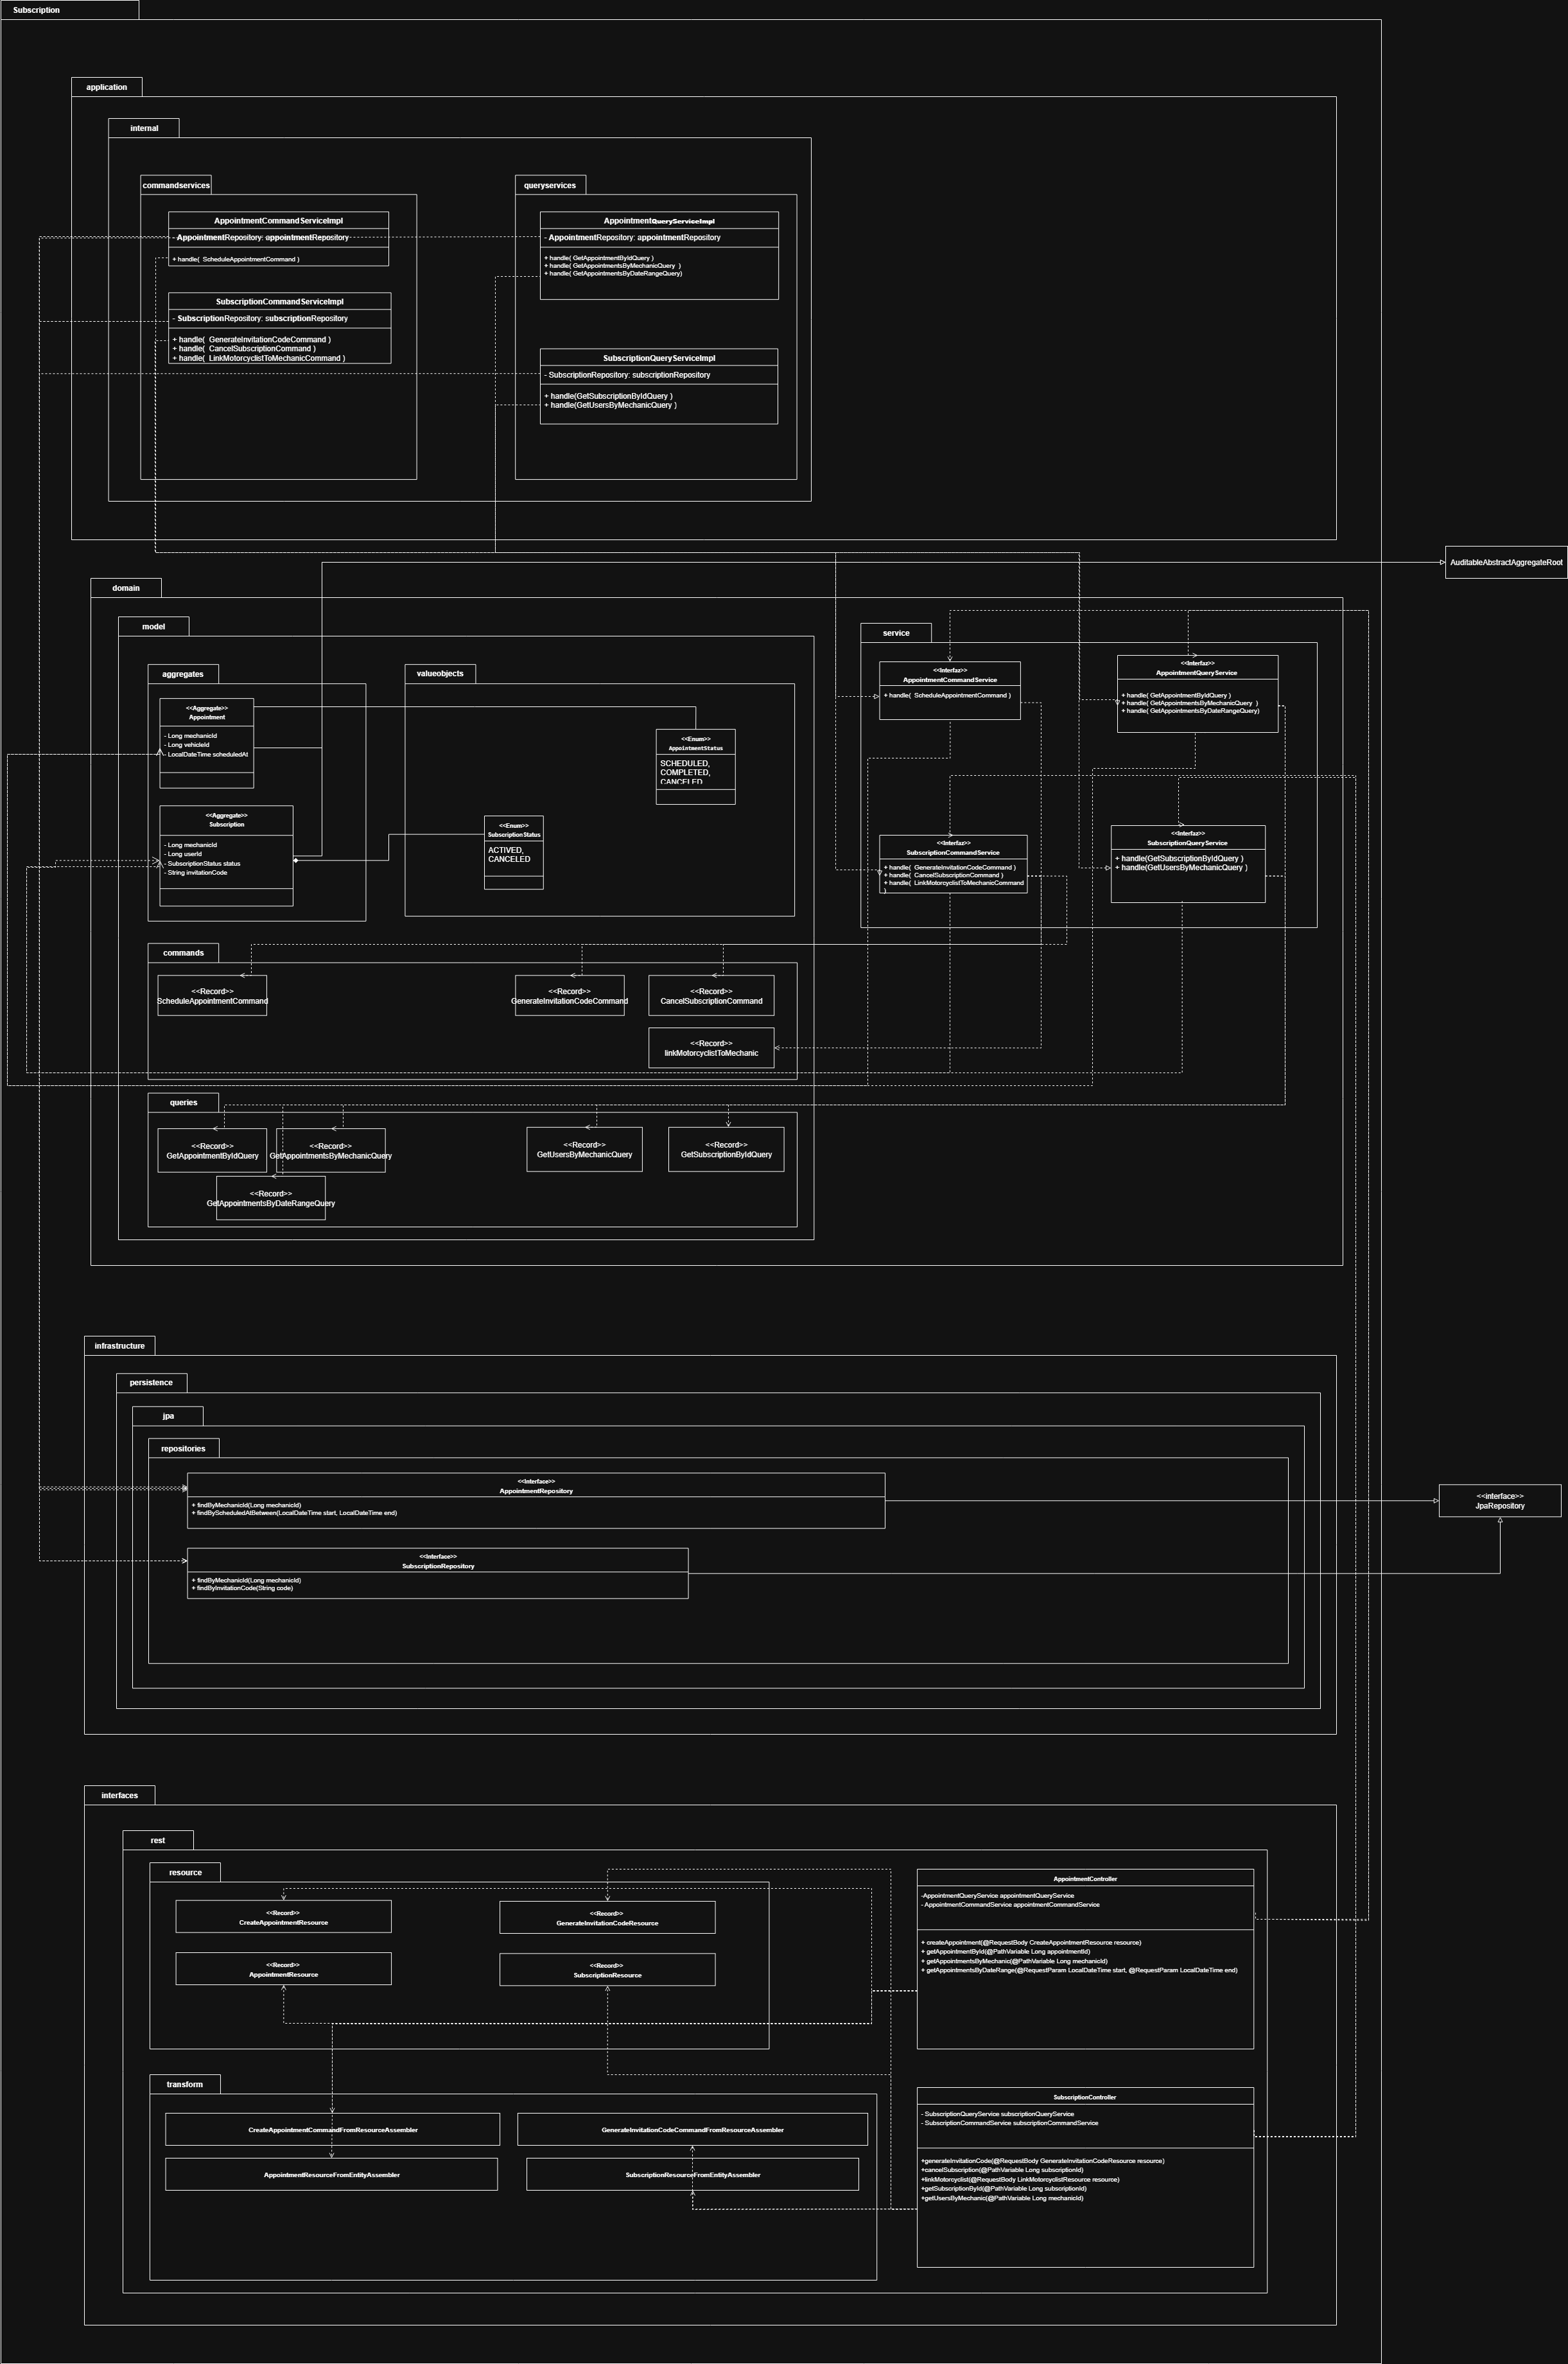 Subscription
application
internal
commandservices
AppointmentCommandServiceImpl
- AppointmentRepository: appointmentRepository
+ handle(  ScheduleAppointmentCommand )
SubscriptionCommandServiceImpl
- SubscriptionRepository: subscriptionRepository
+ handle(  GenerateInvitationCodeCommand )
+ handle(  CancelSubscriptionCommand )
+ handle(  LinkMotorcyclistToMechanicCommand )
queryservices
AppointmentQueryServiceImpl
- AppointmentRepository: appointmentRepository
+ handle( GetAppointmentByIdQuery )
+ handle( GetAppointmentsByMechanicQuery  )
+ handle( GetAppointmentsByDateRangeQuery)
SubscriptionQueryServiceImpl
- SubscriptionRepository: subscriptionRepository
+ handle(GetSubscriptionByIdQuery )
+ handle(GetUsersByMechanicQuery )
AuditableAbstractAggregateRoot
domain
model
aggregates
<<Aggregate>>
Appointment
- Long mechanicId
- Long vehicleId
- LocalDateTime scheduledAt
<<Aggregate>>
Subscription
- Long mechanicId
- Long userId
- SubscriptionStatus status
- String invitationCode
valueobjects
<<Enum>>
AppointmentStatus
SCHEDULED,
COMPLETED,
CANCELED
<<Enum>>
SubscriptionStatus
ACTIVED,
CANCELED
service
<<Interfaz>>
AppointmentCommandService
+ handle(  ScheduleAppointmentCommand )
<<Interfaz>>
AppointmentQueryService
+ handle( GetAppointmentByIdQuery )
+ handle( GetAppointmentsByMechanicQuery  )
+ handle( GetAppointmentsByDateRangeQuery)
<<Interfaz>>
SubscriptionCommandService
+ handle(  GenerateInvitationCodeCommand )
+ handle(  CancelSubscriptionCommand )
+ handle(  LinkMotorcyclistToMechanicCommand
)
<<Interfaz>>
SubscriptionQueryService
+ handle(GetSubscriptionByIdQuery )
+ handle(GetUsersByMechanicQuery )
commands
<<Record>>
ScheduleAppointmentCommand
<<Record>>
GenerateInvitationCodeCommand
<<Record>>
CancelSubscriptionCommand
<<Record>>
linkMotorcyclistToMechanic
queries
<<Record>>
GetAppointmentByIdQuery
<<Record>>
GetAppointmentsByMechanicQuery
<<Record>>
GetUsersByMechanicQuery
<<Record>>
GetSubscriptionByIdQuery
<<Record>>
GetAppointmentsByDateRangeQuery
infrastructure
persistence
jpa
repositories
<<Interface>>
AppointmentRepository
+ findByMechanicId(Long mechanicId)
+ findByScheduledAtBetween(LocalDateTime start, LocalDateTime end)
<<Interface>>
SubscriptionRepository
+ findByMechanicId(Long mechanicId)
+ findByInvitationCode(String code)
<<interface>>
JpaRepository
interfaces
rest
resource
<<Record>>
CreateAppointmentResource
<<Record>>
GenerateInvitationCodeResource
<<Record>>
AppointmentResource
<<Record>>
SubscriptionResource
AppointmentController
-AppointmentQueryService appointmentQueryService
- AppointmentCommandService appointmentCommandService
+ createAppointment(@RequestBody CreateAppointmentResource resource)
+ getAppointmentById(@PathVariable Long appointmentId)
+ getAppointmentsByMechanic(@PathVariable Long mechanicId)
+ getAppointmentsByDateRange(@RequestParam LocalDateTime start, @RequestParam LocalDateTime end)
transform
CreateAppointmentCommandFromResourceAssembler
GenerateInvitationCodeCommandFromResourceAssembler
AppointmentResourceFromEntityAssembler
SubscriptionResourceFromEntityAssembler
SubscriptionController
- SubscriptionQueryService subscriptionQueryService
- SubscriptionCommandService subscriptionCommandService
+generateInvitationCode(@RequestBody GenerateInvitationCodeResource resource)
+cancelSubscription(@PathVariable Long subscriptionId)
+linkMotorcyclist(@RequestBody LinkMotorcyclistResource resource)
+getSubscriptionById(@PathVariable Long subscriptionId)
+getUsersByMechanic(@PathVariable Long mechanicId)